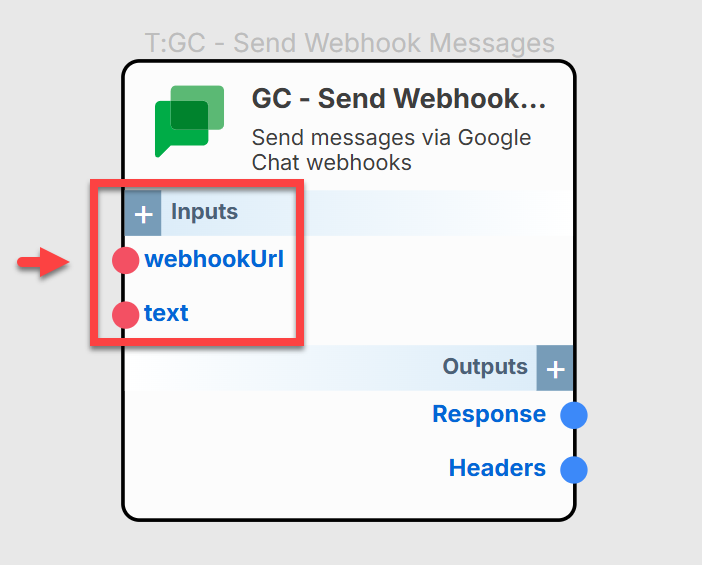 T:GC - Send Webhook Messages
GC - Send Webhook...
Send messages via Google
Chat webhooks
+ Inputs
webhookUrl
text
Outputs +
Response
Headers